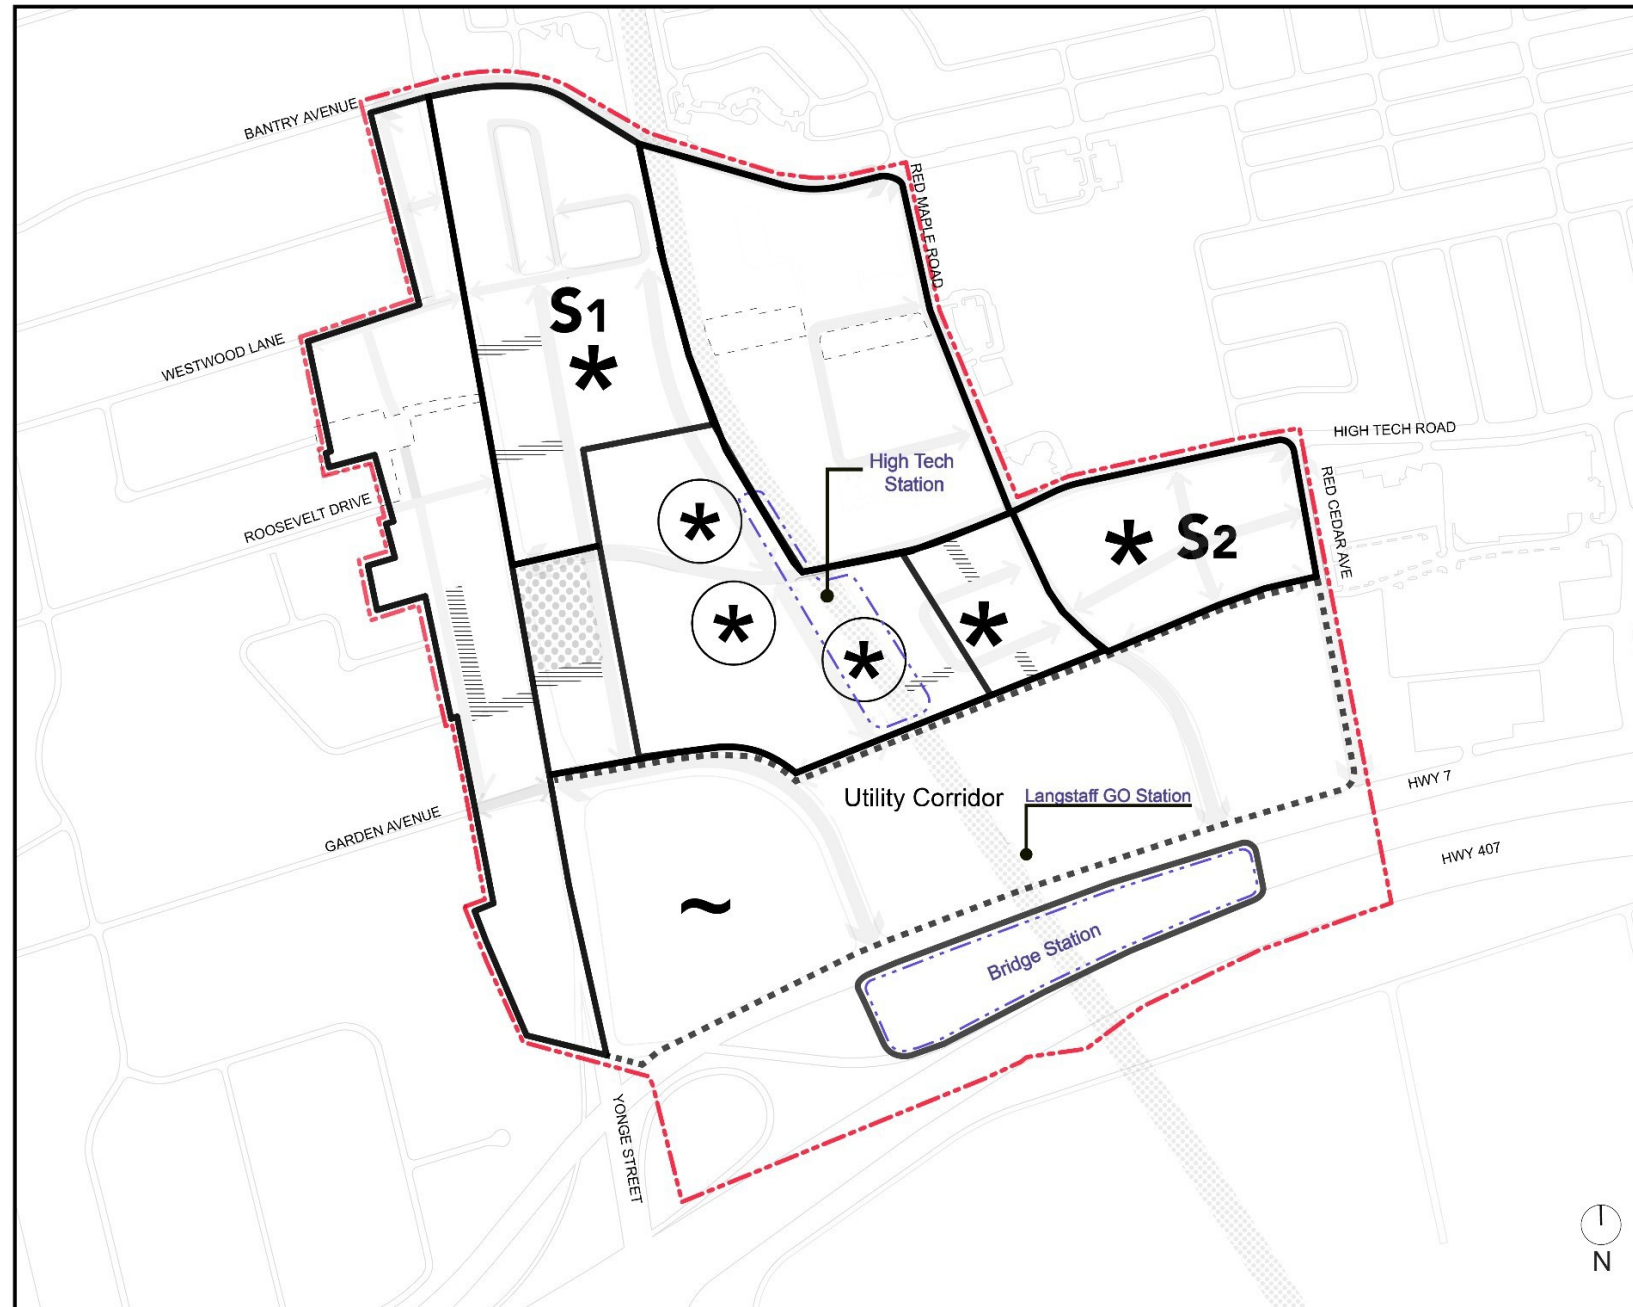 BANTRY AVENUE
RED MAPLE ROAD
WESTWOOD LANE
S1
*
HIGH TECH ROAD
High Tech
Station
RED CEDAR AVE
ROOSEVELT DRIVE
*
* S2
*
*
*
Utility Corridor
Langstaff GO Station
HWY 7
GARDEN AVENUE
HWY 407
~
Bridge Station
YONGE STREET
N